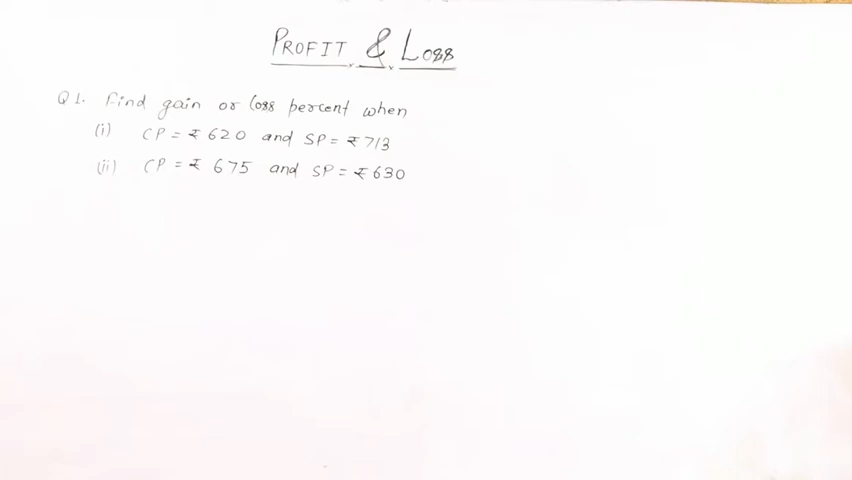 PROFIT & LOSS
Q1. Find gain or loss percent when
(i) CP = ₹ 620 and SP = ₹ 713
(ii) CP = ₹ 675 and SP = ₹ 630